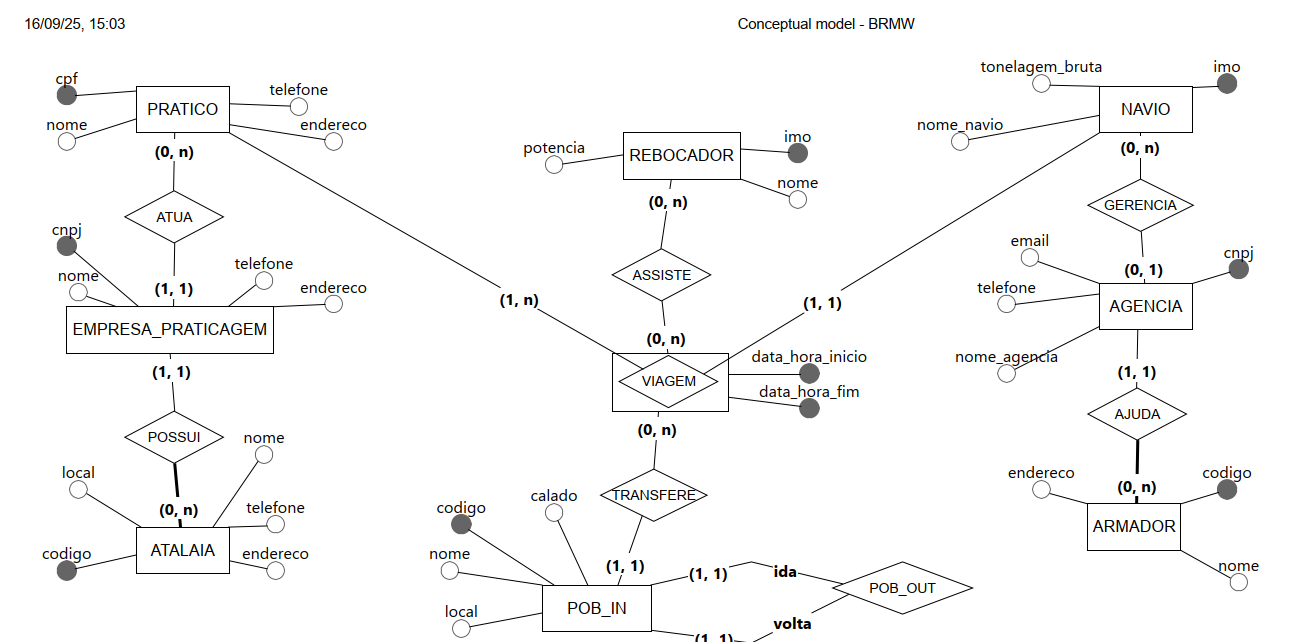 16/09/25, 15:03
Conceptual model - BRMW
cpf
telefone
PRATICO
nome
endereco
(0, n)
tonelagem_bruta
imo
NAVIO
nome_navio
(0, n)
potencia
REBOCADOR
imo
nome
(0, n)
ATUA
GERENCIA
cnpj
nome
telefone
endereco
(1, 1)
EMPRESA_PRATICAGEM
(1, 1)
(1, n)
ASSISTE
(1, 1)
(0, n)
email
cnpj
(0, 1)
telefone
AGENCIA
nome_agencia
(1, 1)
VIAGEM
data_hora_inicio
data_hora_fim
(0, n)
POSSUI
nome
AJUDA
local
(0, n)
telefone
codigo
ATALAIA
endereco
TRANSFERE
codigo
calado
nome
(1, 1)
local
POB_IN
(1, 1)
ida
POB_OUT
volta
(1, 1)
endereco
codigo
(0, n)
ARMADOR
nome